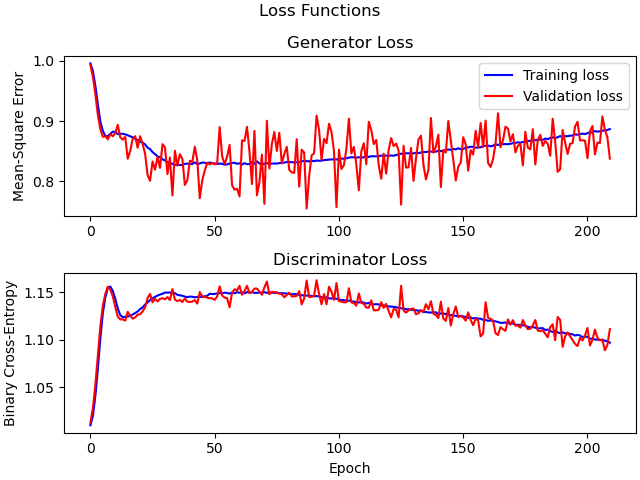 Loss Functions
Generator Loss
Mean-Square Error
1.0
0.9
0.8
Training loss
Validation loss
0 50 100 150 200
Discriminator Loss
Binary Cross-Entropy
1.15
1.10
1.05
0 50 100 150 200
Epoch